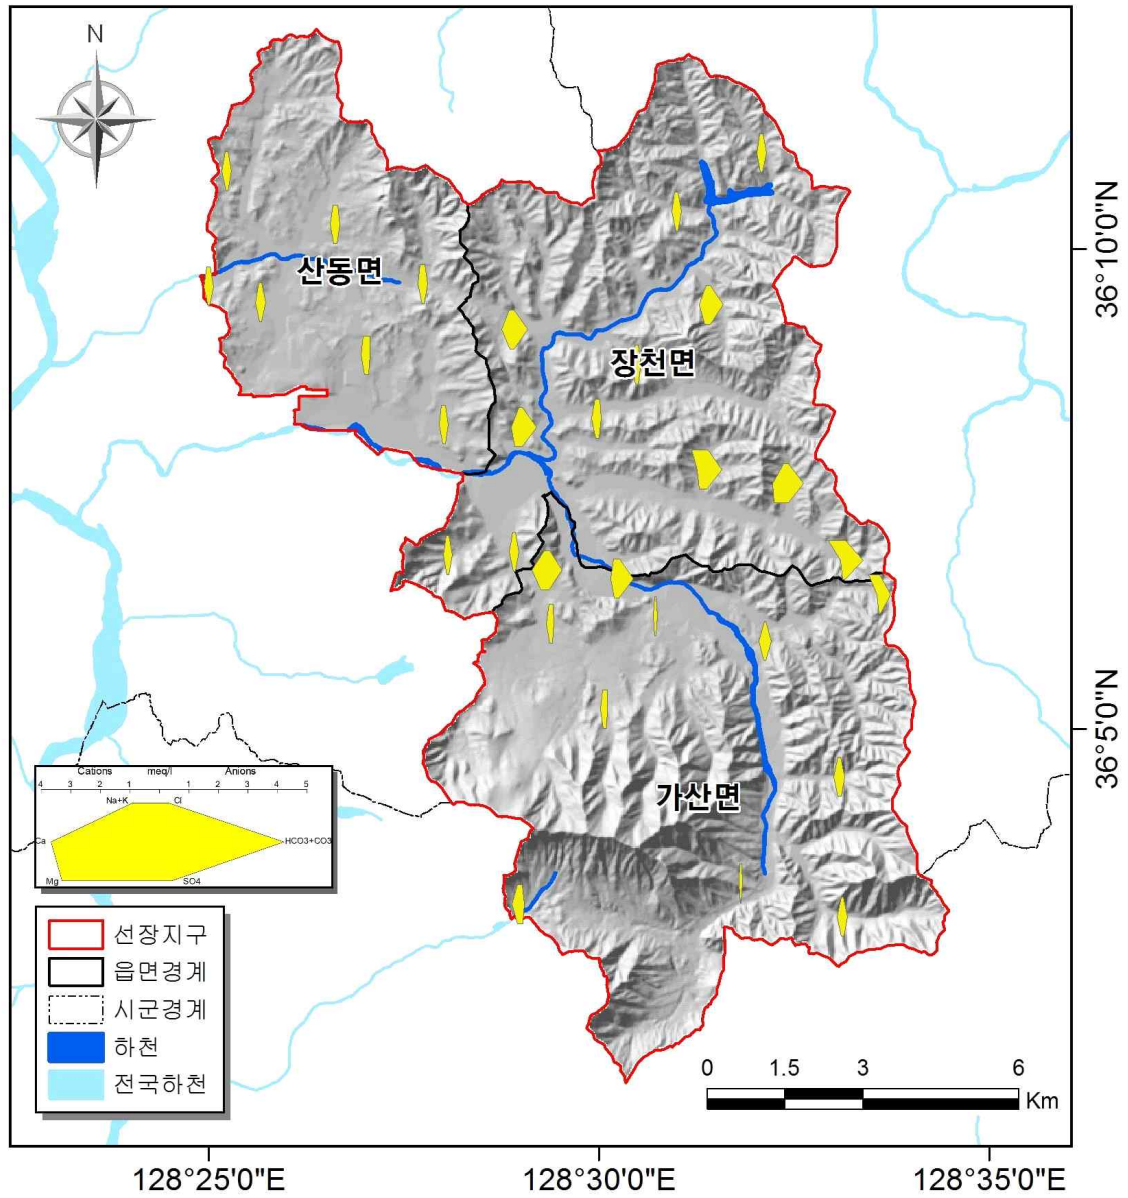 N
산동면
장천면
가산면
36°10'0"N
36°5'0"N
Cations meq/l Anions
4 3 2 1 1 2 3 4 5
Na+K Cl
Ca HCO3+CO3
Mg SO4
선장지구
읍면경계
시군경계
하천
전국하천
0 1.5 3 6
Km
128°25'0"E 128°30'0"E 128°35'0"E